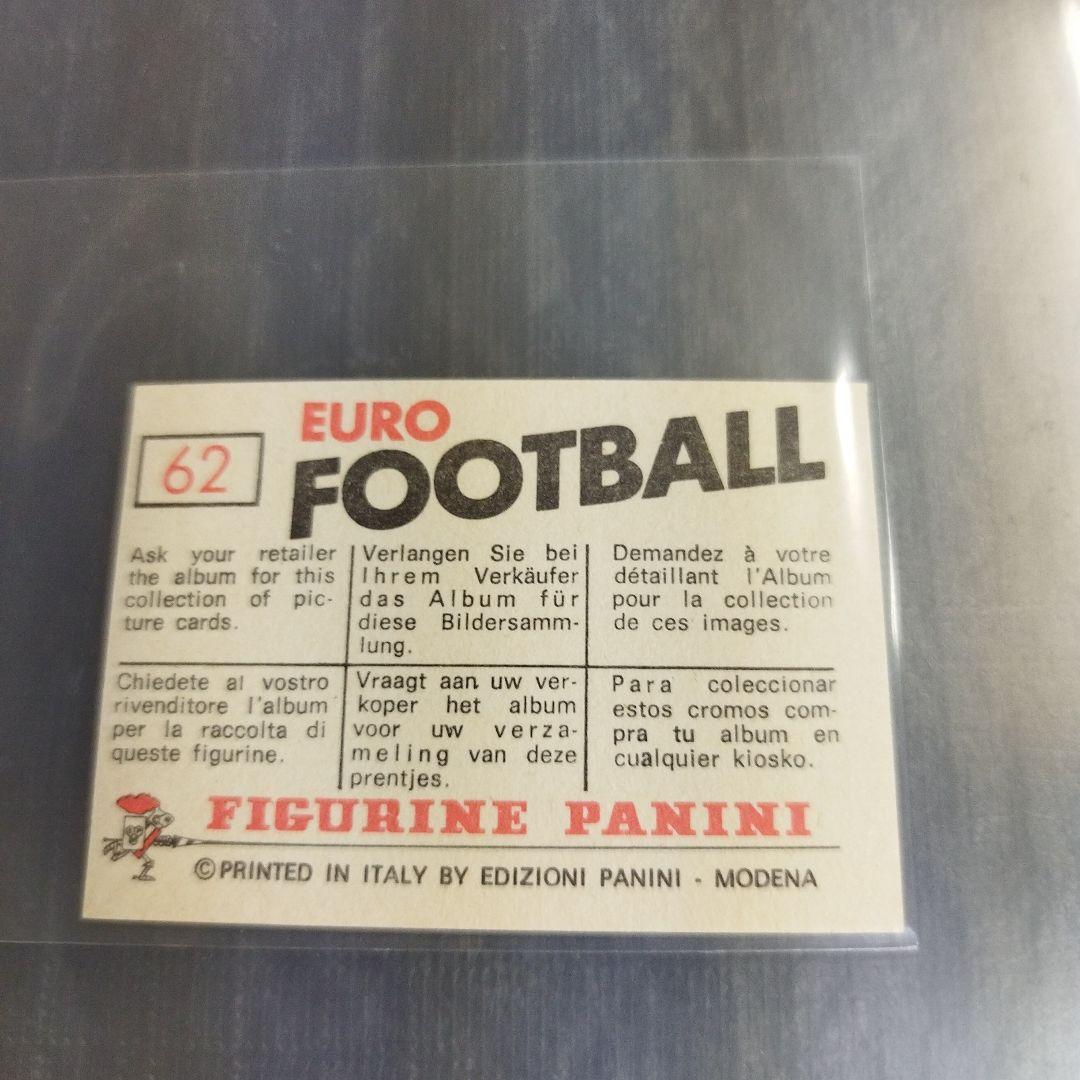 62
EURO
FOOTBALL
Ask your retailer
the album for this
collection of pic-
ture cards.
Verlangen Sie bei
Ihrem Verkäufer
das Album für
diese Bildersamm-
lung.
Demandez à votre
détaillant l'Album
pour la collection
de ces images.
Chiedete al vostro
rivenditore l'album
per la raccolta di
queste figurine.
Vraagt aan uw ver-
koper het album
voor uw verza-
meling van deze
prentjes.
Para coleccionar
estos cromos com-
pra tu album en
cualquier kiosko.
FIGURINE PANINI
©PRINTED IN ITALY BY EDIZIONI PANINI - MODENA